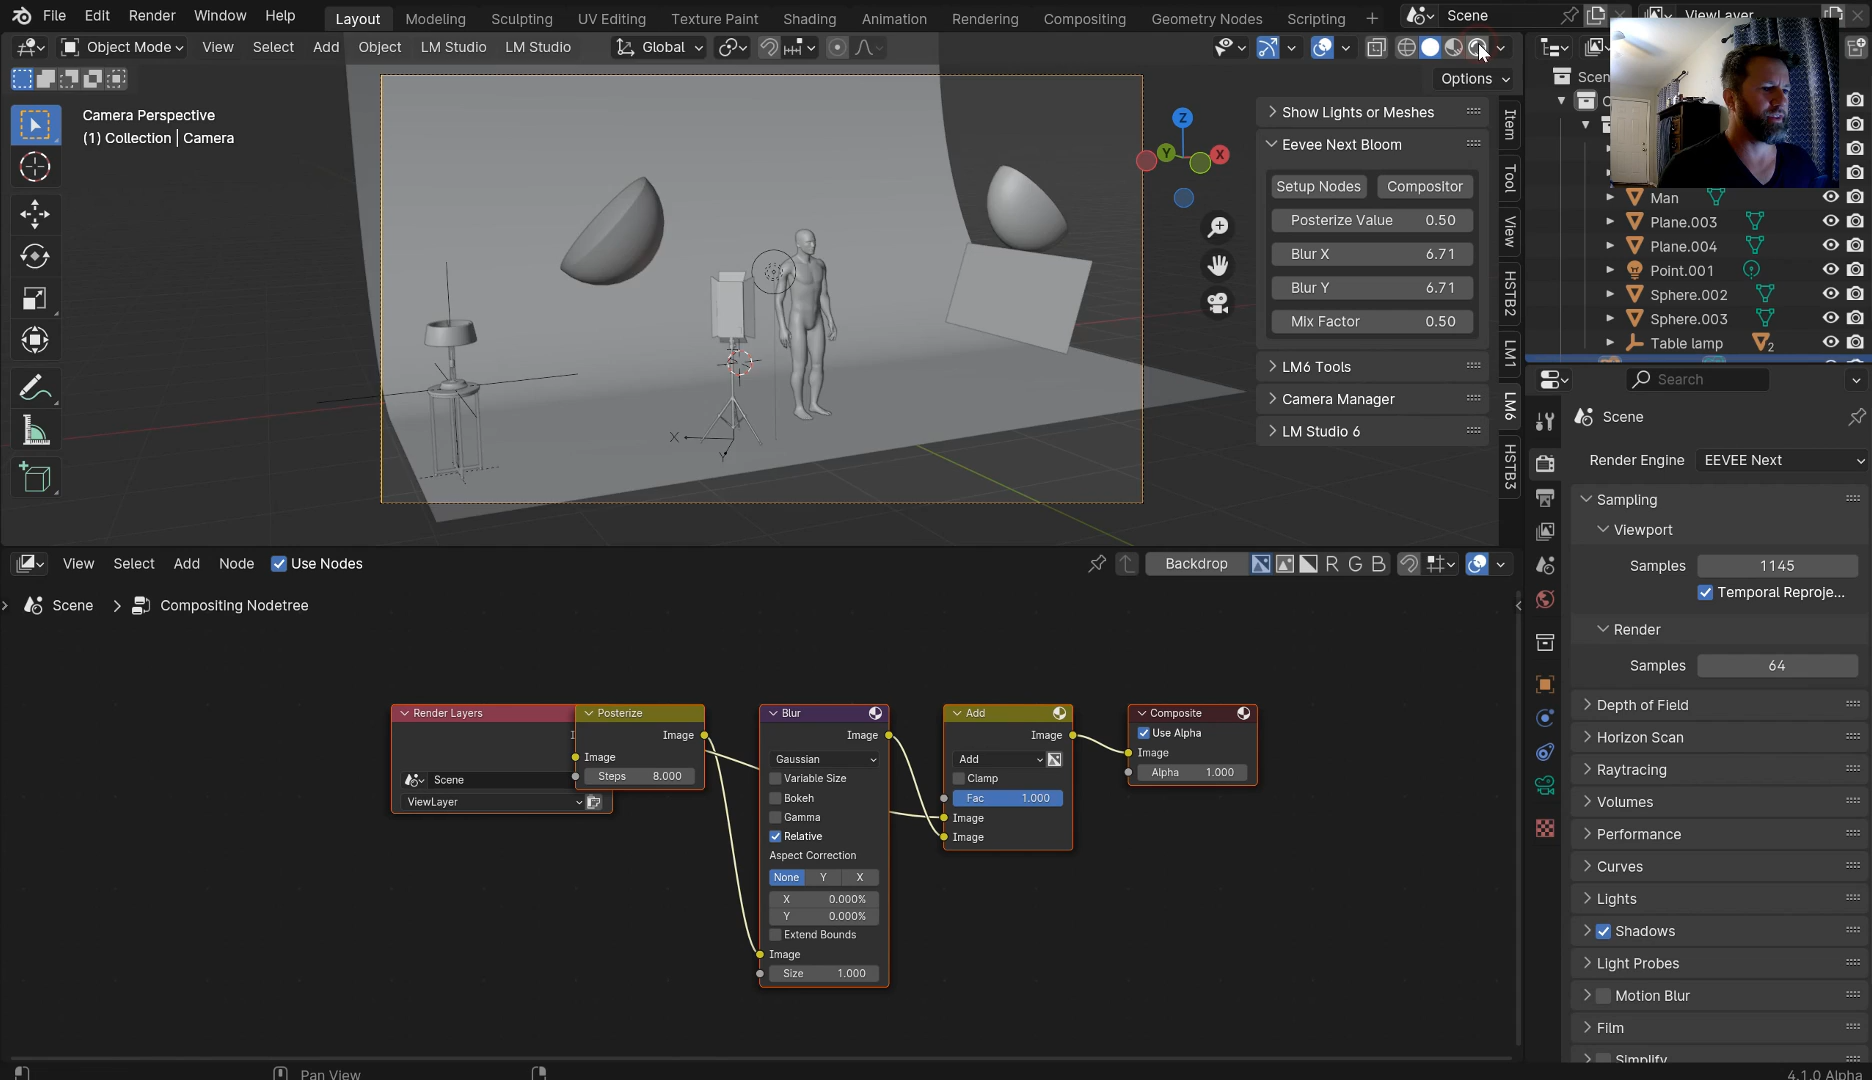 File Edit Render Window Help Layout Modeling Sculpting UV Editing Texture Paint Shading Animation Rendering Compositing Geometry Nodes Scripting + Scene ViewLayer
Object Mode View Select Add Object LM Studio LM Studio Global
Options
Camera Perspective
(1) Collection | Camera
Z
Y
X
X
Y
Show Lights or Meshes
Eevee Next Bloom
Setup Nodes Compositor
Posterize Value 0.50
Blur X 6.71
Blur Y 6.71
Mix Factor 0.50
LM6 Tools
Camera Manager
LM Studio 6
Item
Tool
View
HSTB2
LM1
LM6
HSTB3
Scen
Man
Plane.003
Plane.004
Point.001
Sphere.002
Sphere.003
Table lamp 2
Search
Scene
Render Engine EEVEE Next
Sampling
Viewport
Samples 1145
Temporal Reproje...
Render
Samples 64
Depth of Field
Horizon Scan
Raytracing
Volumes
Performance
Curves
Lights
Shadows
Light Probes
Motion Blur
Film
Simplify
View Select Add Node Use Nodes Backdrop R G B
Scene > Compositing Nodetree
Render Layers
Scene
ViewLayer
Posterize
Image
Image
Steps 8.000
Blur
Image
Gaussian
Variable Size
Bokeh
Gamma
Relative
Aspect Correction
None Y X
X 0.000%
Y 0.000%
Extend Bounds
Image
Size 1.000
Add
Image
Add
Clamp
Fac 1.000
Image
Image
Composite
Use Alpha
Image
Alpha 1.000
Pan View
4.1.0 Alpha